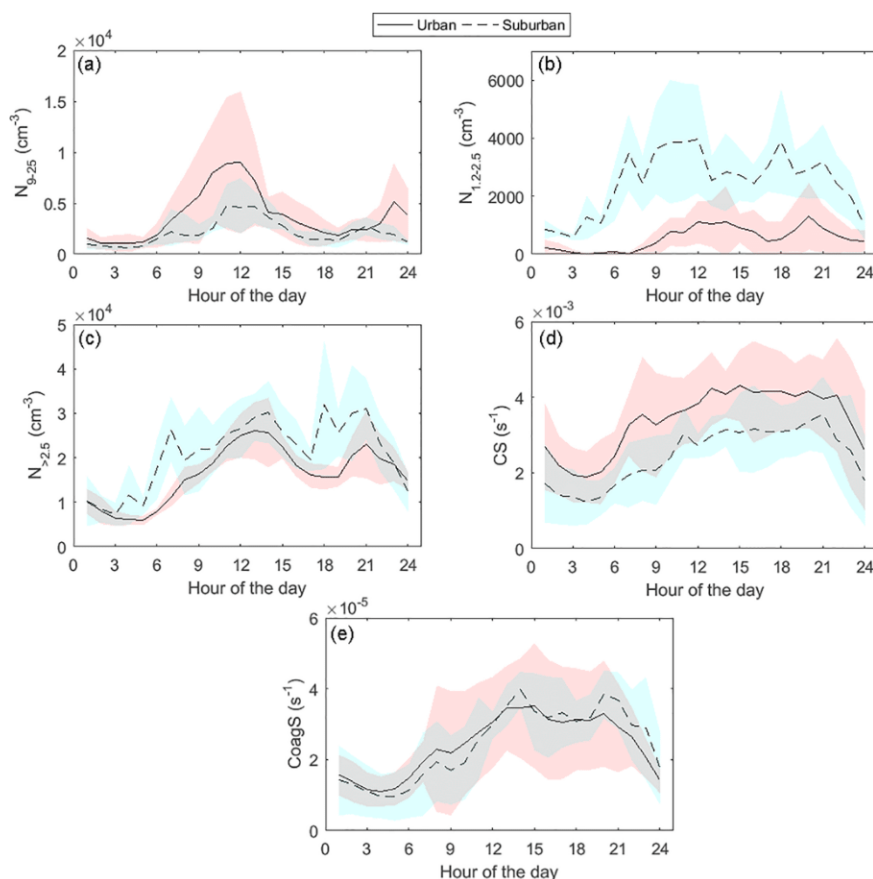 Urban Suburban
(a)
× 10^4
2
1.5
1
0.5
0
N_9-25 (cm^-3)
3 6 9 12 15 18 21 24
Hour of the day
(b)
6000
4000
2000
0
N_1.2-2.5 (cm^-3)
3 6 9 12 15 18 21 24
Hour of the day
(c)
× 10^4
5
4
3
2
1
0
N_>2.5 (cm^-3)
0 3 6 9 12 15 18 21 24
Hour of the day
(d)
× 10^-3
6
4
2
0
CS (s^-1)
0 3 6 9 12 15 18 21 24
Hour of the day
(e)
× 10^-5
6
4
2
0
CoagS (s^-1)
0 3 6 9 12 15 18 21 24
Hour of the day